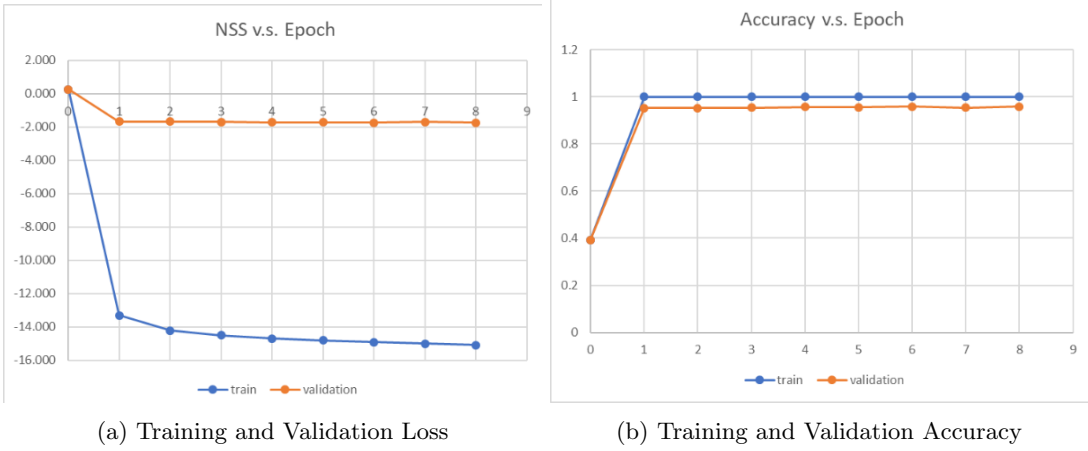 NSS v.s. Epoch
2.000
0.000
-2.000
-4.000
-6.000
-8.000
-10.000
-12.000
-14.000
-16.000
0 1 2 3 4 5 6 7 8 9
train validation
(a) Training and Validation Loss
Accuracy v.s. Epoch
1.2
1
0.8
0.6
0.4
0.2
0
0 1 2 3 4 5 6 7 8 9
train validation
(b) Training and Validation Accuracy